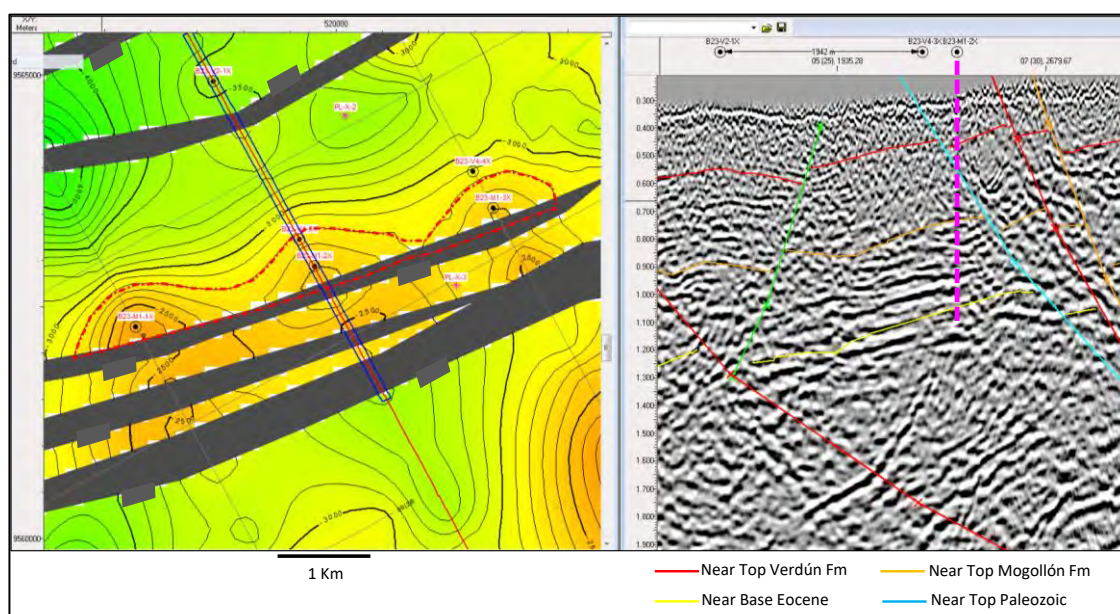 X/Y:
Meters
520000
9565000
9560000
B23-V2-1X
PL-X-2
B23-V4-4X
B23-M1-3X
B23-M1-2X
PL-X-3
B23-M1-1X
3000
3500
3000
3000
2500
2500
3000
1 Km
B23-V2-1X
1942 m
B23-V4-3X
B23-M1-2X
05 (25) 1935.28
07 (30) 2679.67
0.300
0.400
0.500
0.600
0.700
0.800
0.900
1.000
1.100
1.200
1.300
1.400
1.500
1.600
1.700
1.800
1.900
Near Top Verdún Fm
Near Top Mogollón Fm
Near Base Eocene
Near Top Paleozoic